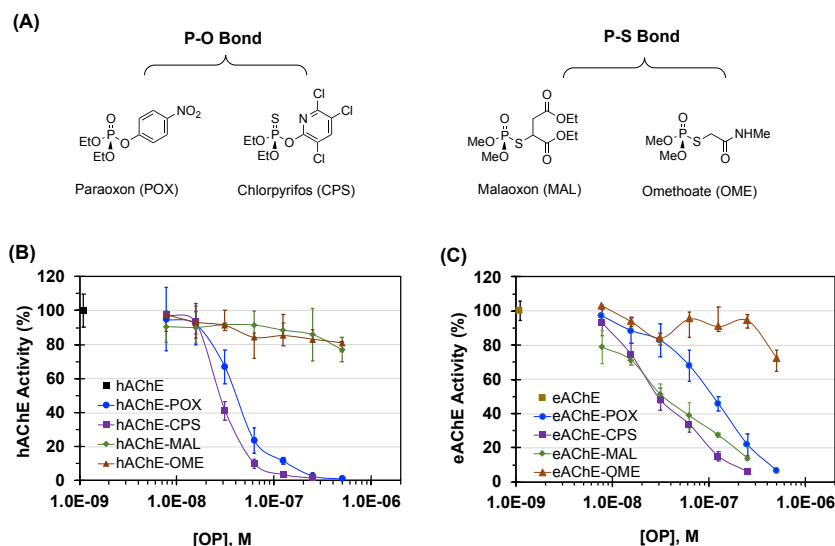 (A)
P-O Bond
P-S Bond
O
EtO
P
O
EtO
NO2
Paraoxon (POX)
S
EtO
P
O
EtO
N
Cl
Cl
Cl
Chlorpyrifos (CPS)
O
MeO
P
S
MeO
O
OEt
OEt
O
Malaoxon (MAL)
O
MeO
P
S
MeO
NHMe
O
Omethoate (OME)
(B)
hAChE Activity (%)
120
100
80
60
40
20
0
hAChE
hAChE-POX
hAChE-CPS
hAChE-MAL
hAChE-OME
1.0E-09 1.0E-08 1.0E-07 1.0E-06
[OP], M
(C)
eAChE Activity (%)
120
100
80
60
40
20
0
eAChE
eAChE-POX
eAChE-CPS
eAChE-MAL
eAChE-OME
1.0E-09 1.0E-08 1.0E-07 1.0E-06
[OP], M